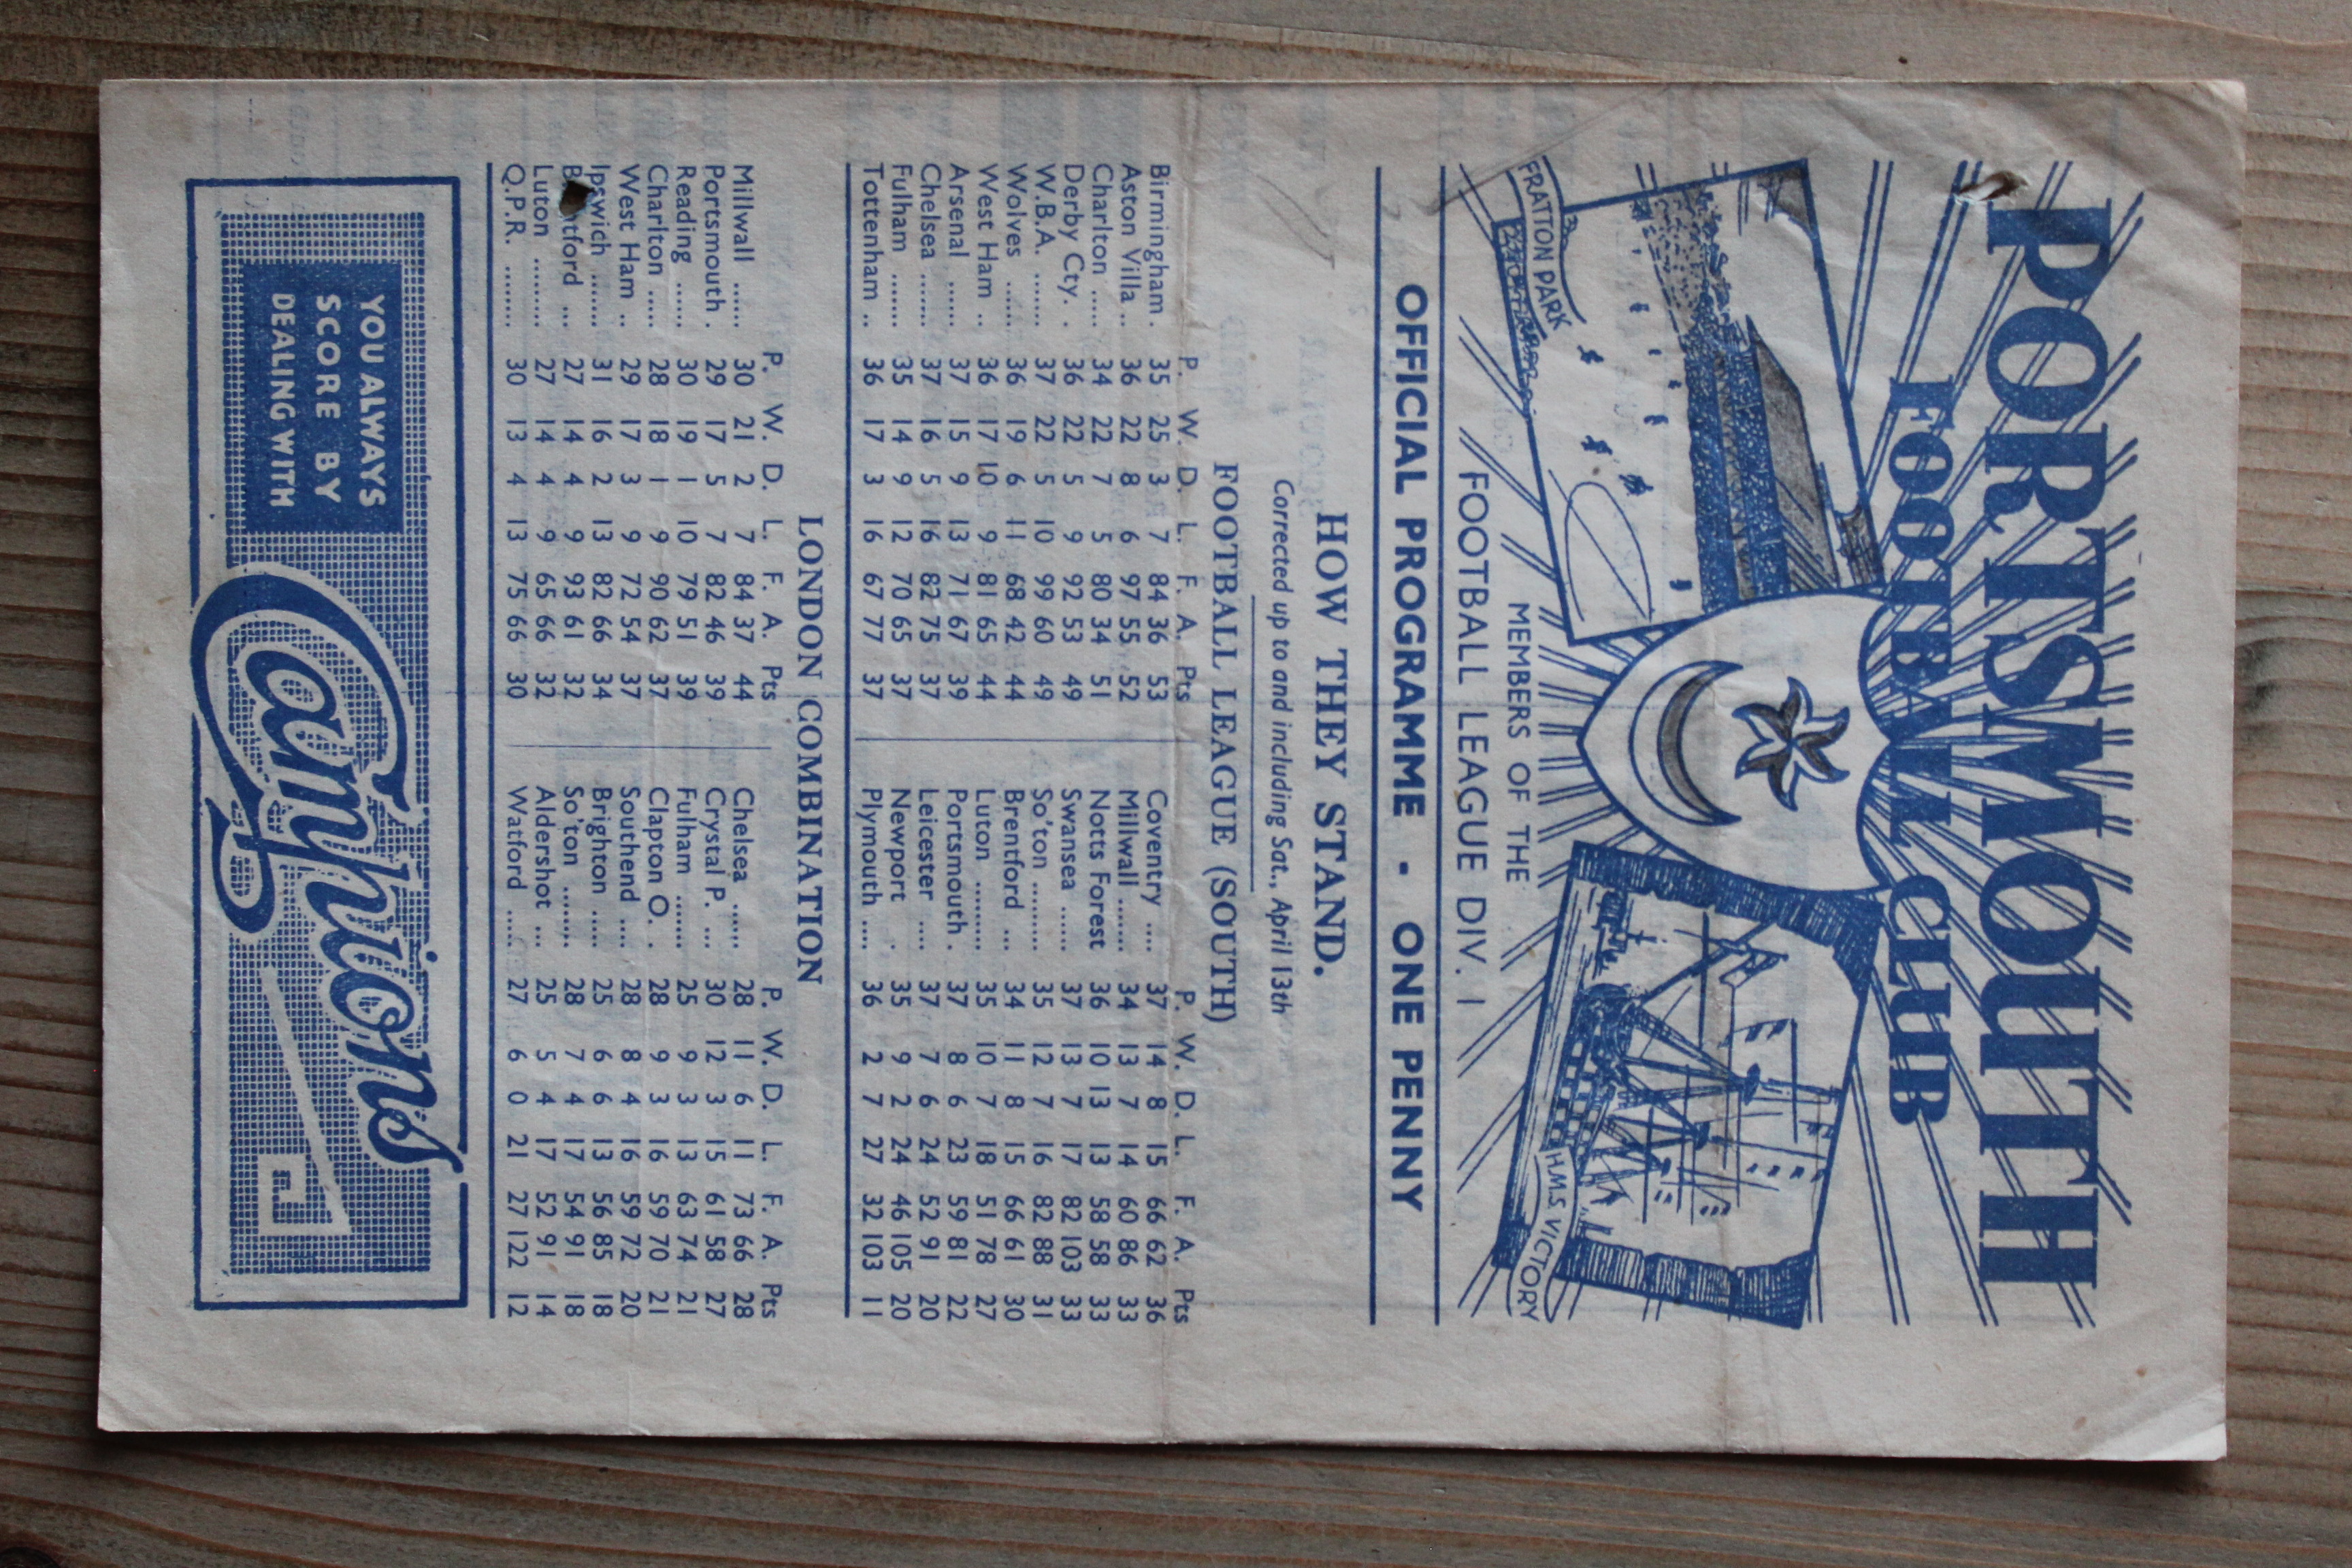 PORTSMOUTH
FOOTBALL CLUB
FRATTON PARK
H.M.S. VICTORY
MEMBERS OF THE
FOOTBALL LEAGUE DIV. 1
OFFICIAL PROGRAMME - ONE PENNY
HOW THEY STAND.
Corrected up to and including Sat., April 13th
FOOTBALL LEAGUE (SOUTH)
P. W. D. L. F. A. Pts P. W. D. L. F. A. Pts
Birmingham . 35 25 3 7 84 36 53 Coventry .... 37 14 8 15 66 62 36
Aston Villa .. 36 22 8 6 97 55 52 Millwall ....... 34 13 7 14 60 86 33
Charlton ..... 34 22 7 5 80 34 51 Notts Forest 36 10 13 13 58 58 33
Derby Cty. . 36 22 5 9 92 53 49 Swansea ...... 37 13 7 17 82 103 33
W.B.A. ....... 37 22 5 10 99 60 49 So'ton ......... 35 12 7 16 82 88 31
Wolves ....... 36 19 6 11 68 42 44 Brentford ... 34 11 8 15 66 61 30
West Ham .. 36 17 10 9 81 65 44 Luton ......... 35 10 7 18 51 78 27
Arsenal ....... 37 15 9 13 71 67 39 Portsmouth . 37 8 6 23 59 81 22
Chelsea ....... 37 16 5 16 82 75 37 Leicester .... 37 7 6 24 52 91 20
Fulham ....... 35 14 9 12 70 65 37 Newport .. 35 9 2 24 46 105 20
Tottenham .. 36 17 3 16 67 77 37 Plymouth .... 36 2 7 27 32 103 11
LONDON COMBINATION
P. W. D. L. F. A. Pts P. W. D. L. F. A. Pts
Millwall ...... 30 21 2 7 84 37 44 Chelsea ...... 28 11 6 11 73 66 28
Portsmouth . 29 17 5 7 82 46 39 Crystal P. ... 30 12 3 15 61 58 27
Reading ...... 30 19 1 10 79 51 39 Fulham ........ 25 9 3 13 63 74 21
Charlton ...... 28 18 1 9 90 62 37 Clapton O. . 28 9 3 16 59 70 21
West Ham .. 29 17 3 9 72 54 37 Southend .... 28 8 4 16 59 72 20
Ipswich ........ 31 16 2 13 82 66 34 Brighton ..... 25 6 6 13 56 85 18
B tford ... 27 14 4 9 93 61 32 So'ton ......... 28 7 4 17 54 91 18
Luton ......... 27 14 4 9 65 66 32 Aldershot ... 25 5 4 17 52 91 14
Q.P.R. ......... 30 13 4 13 75 66 30 Watford ..... 27 6 0 21 27 122 12
YOU ALWAYS
SCORE BY
DEALING WITH
Camphions